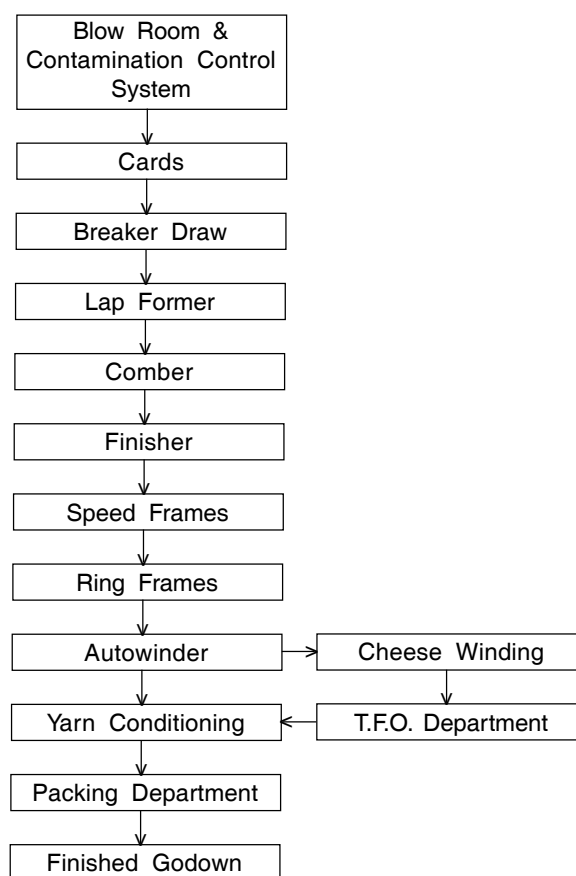 Blow Room &
Contamination Control
System
Cards
Breaker Draw
Lap Former
Comber
Finisher
Speed Frames
Ring Frames
Autowinder
Cheese Winding
Yarn Conditioning
T.F.O. Department
Packing Department
Finished Godown